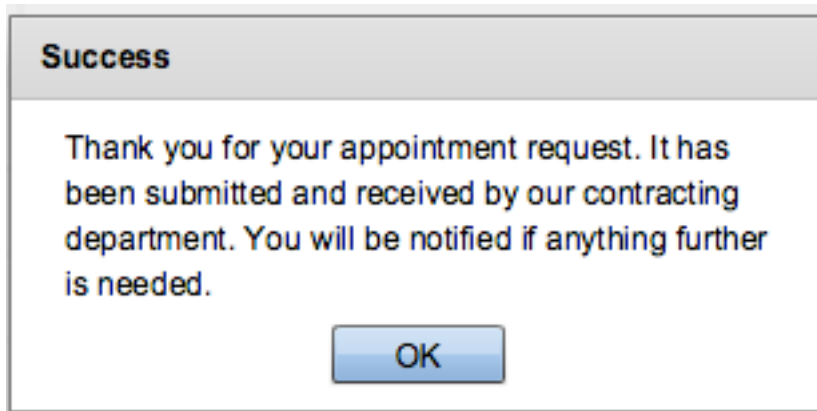 Success
Thank you for your appointment request. It has
been submitted and received by our contracting
department. You will be notified if anything further
is needed.
OK